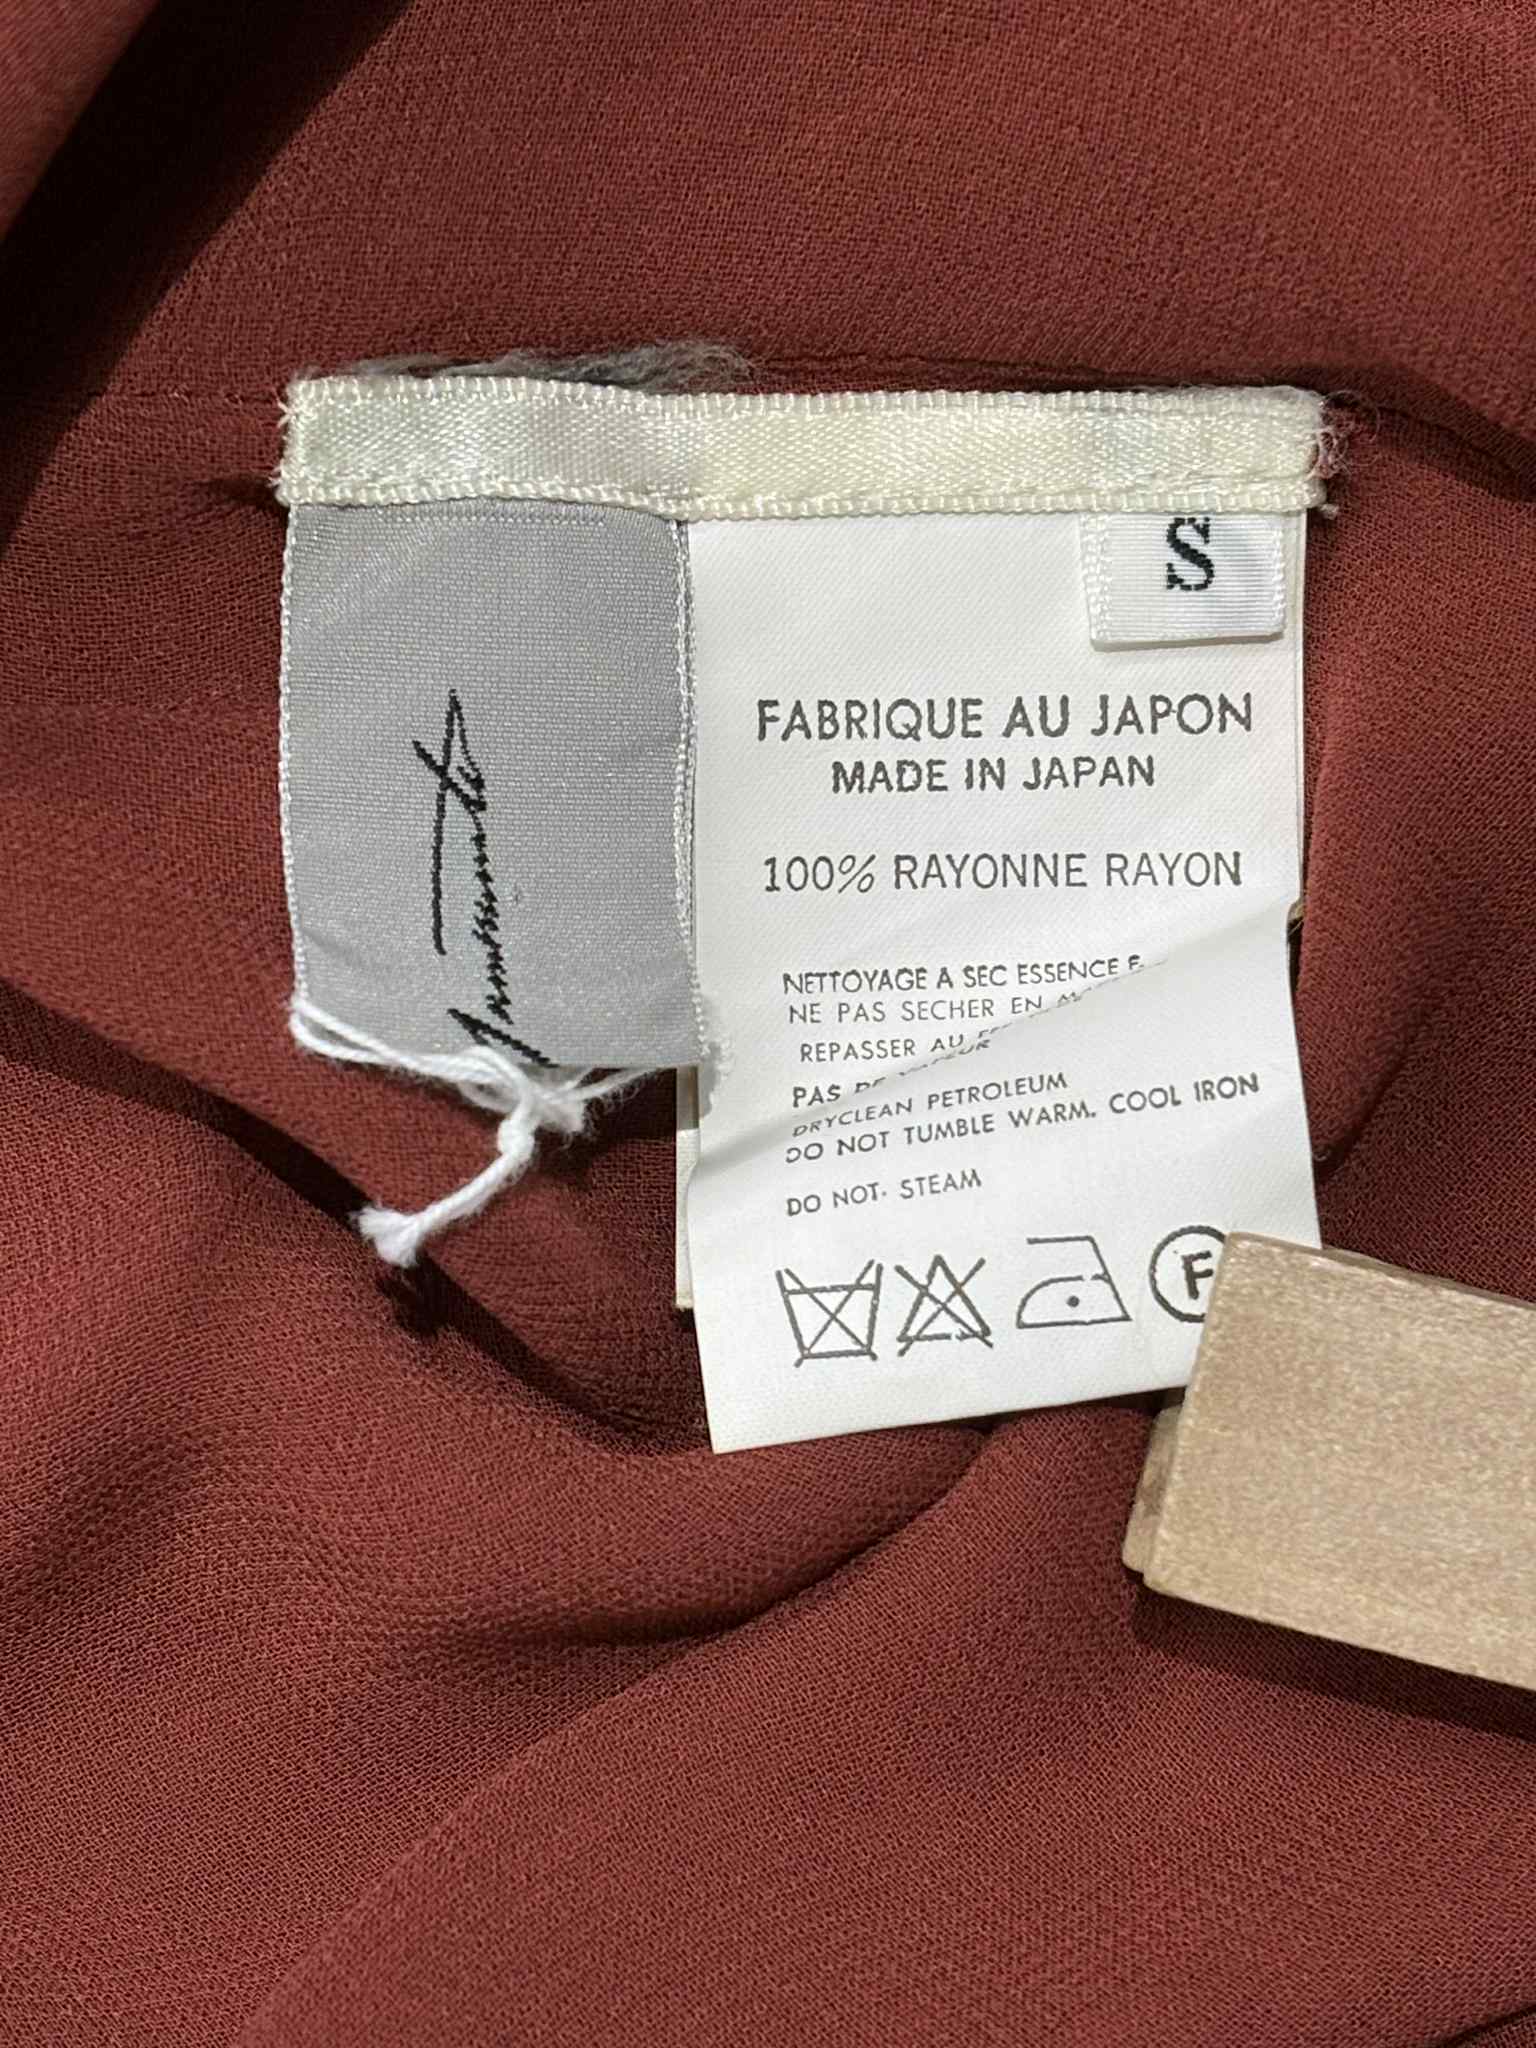 S
FABRIQUE AU JAPON
MADE IN JAPAN
100% RAYONNE RAYON
NETTOYAGE A SEC ESSENCE
NE PAS SECHER EN
REPASSER AU
PAS
DRYCLEAN PETROLEUM
DO NOT TUMBLE WARM. COOL IRON
DO NOT. STEAM
F